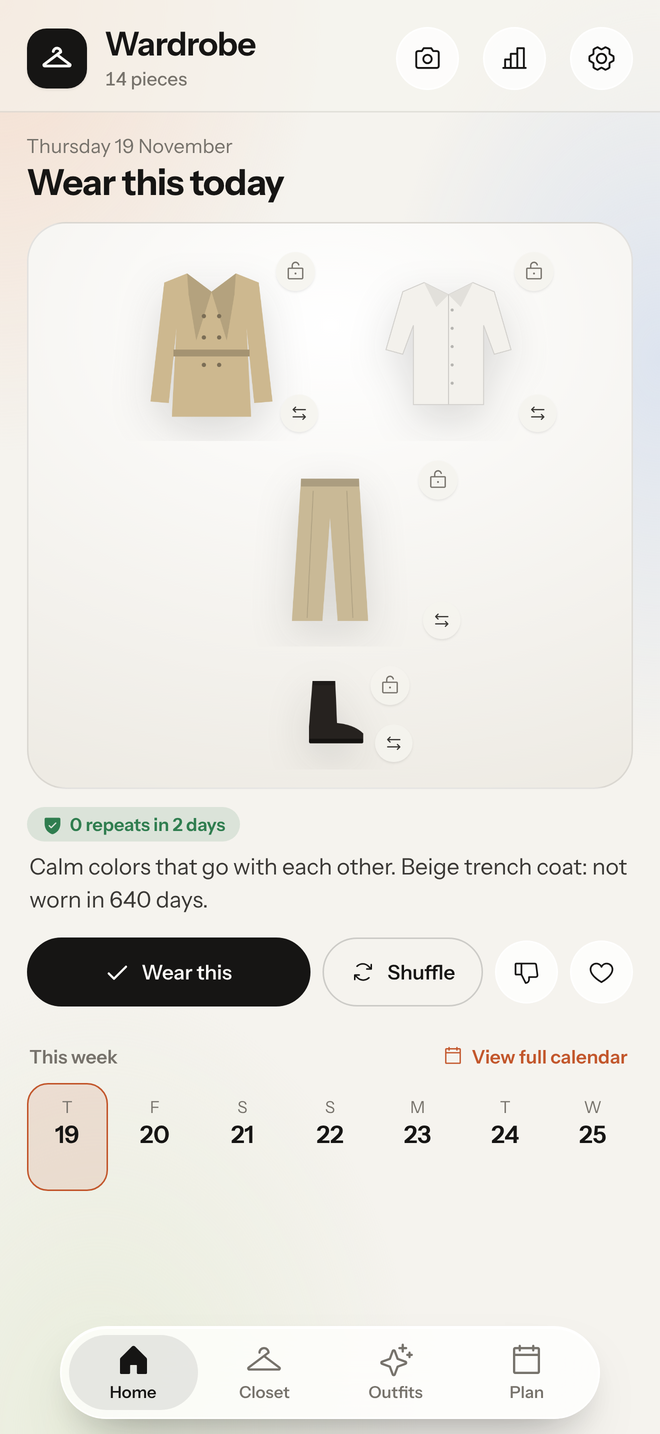 Wardrobe
14 pieces
Thursday 19 November
Wear this today
0 repeats in 2 days
Calm colors that go with each other. Beige trench coat: not
worn in 640 days.
Wear this
Shuffle
This week
View full calendar
T F S S M T W
19 20 21 22 23 24 25
Home Closet Outfits Plan